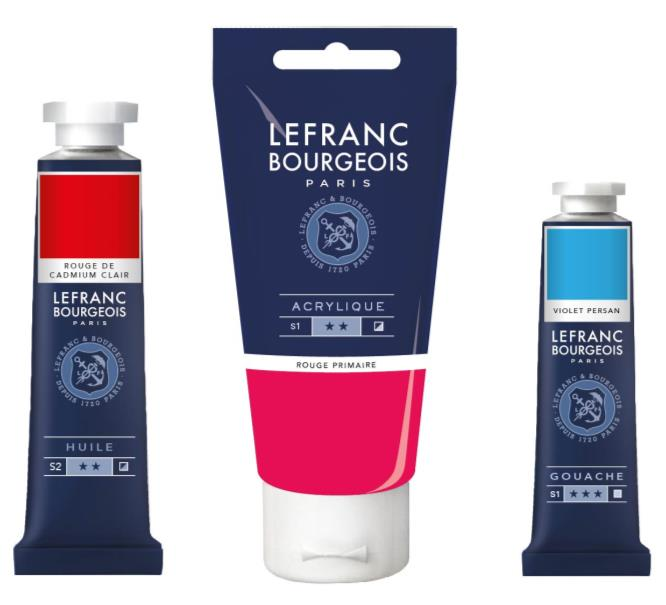 ROUGE DE
CADMIUM CLAIR
LEFRANC
BOURGEOIS
PARIS
LEFRANC & BOURGEOIS
DEPUIS 1720 PARIS
HUILE
S2 ★★
LEFRANC
BOURGEOIS
PARIS
LEFRANC & BOURGEOIS
DEPUIS 1720 PARIS
ACRYLIQUE
S1 ★★
ROUGE PRIMAIRE
VIOLET PERSAN
LEFRANC
BOURGEOIS
PARIS
LEFRANC & BOURGEOIS
DEPUIS 1720 PARIS
GOUACHE
S1 ★★★